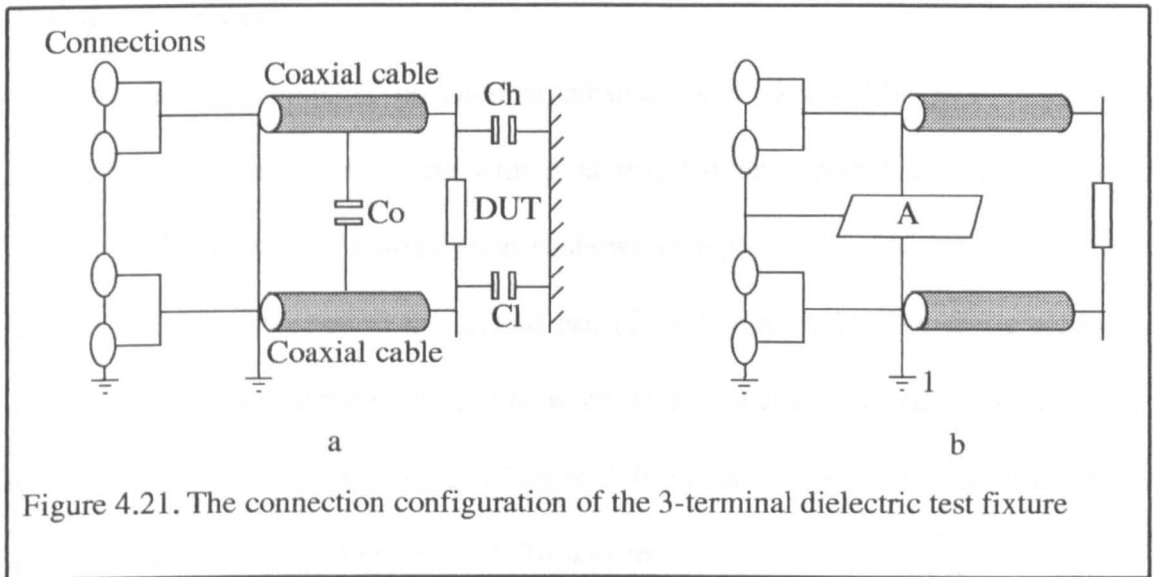 Connections
Coaxial cable
Ch
Co
DUT
Cl
Coaxial cable
a
A
1
b
Figure 4.21. The connection configuration of the 3-terminal dielectric test fixture